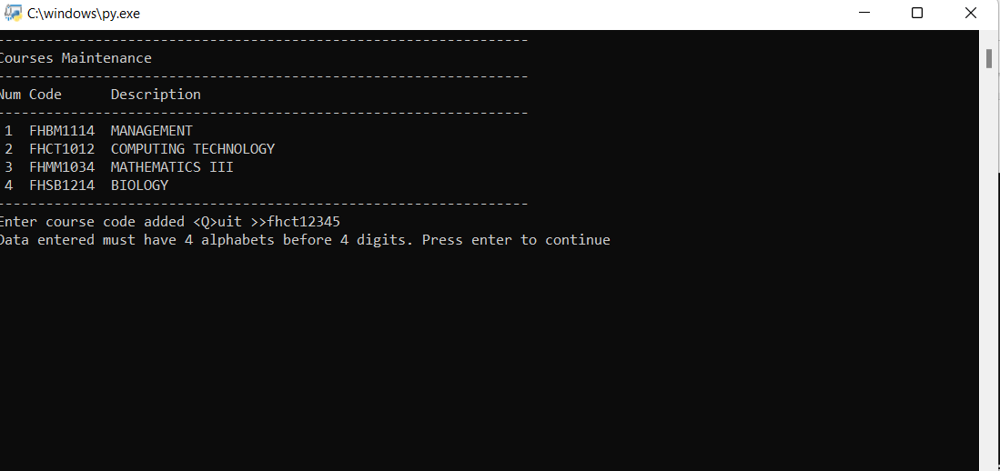 C:\windows\py.exe
-----------------------------------------------------------------
Courses Maintenance
-----------------------------------------------------------------
Num Code      Description
-----------------------------------------------------------------
 1  FHBM1114  MANAGEMENT
 2  FHCT1012  COMPUTING TECHNOLOGY
 3  FHMM1034  MATHEMATICS III
 4  FHSB1214  BIOLOGY
-----------------------------------------------------------------
Enter course code added <Q>uit >>fhct12345
Data entered must have 4 alphabets before 4 digits. Press enter to continue